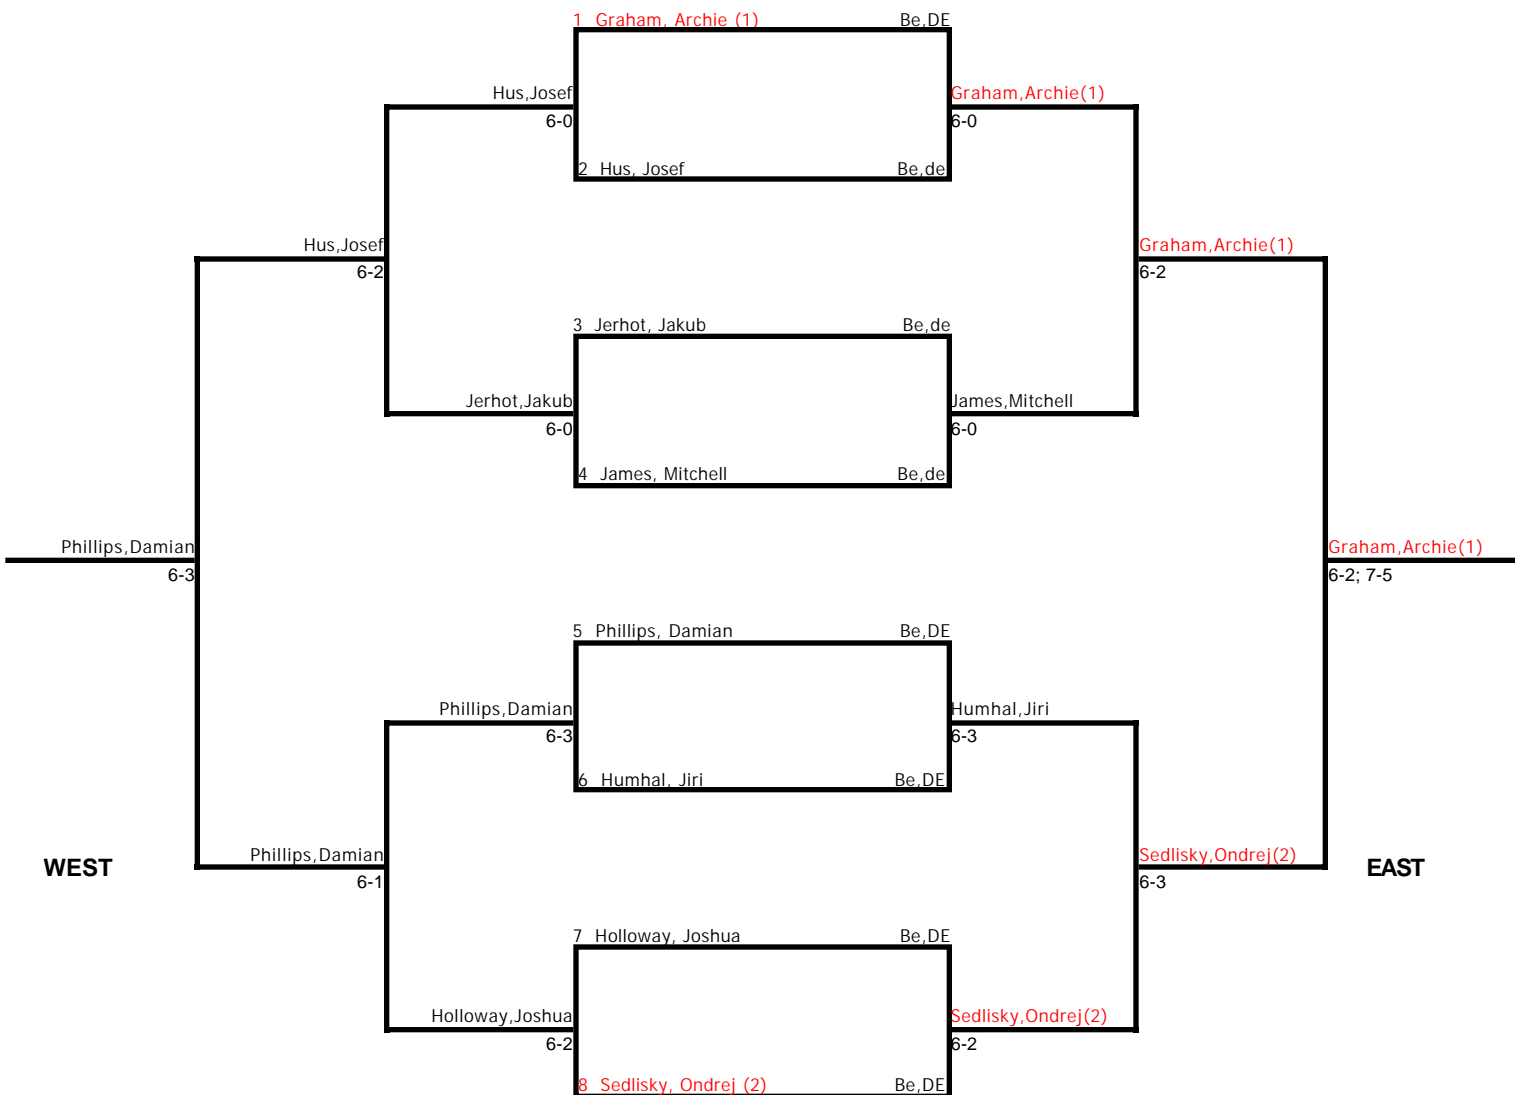 1 Graham, Archie (1) Be,DE
Hus,Josef Graham,Archie(1)
6-0 6-0
2 Hus, Josef Be,de
Hus,Josef Graham,Archie(1)
6-2 6-2
3 Jerhot, Jakub Be,de
Jerhot,Jakub James,Mitchell
6-0 6-0
4 James, Mitchell Be,de
Phillips,Damian Graham,Archie(1)
6-3 6-2; 7-5
5 Phillips, Damian Be,DE
Phillips,Damian Humhal,Jiri
6-3 6-3
6 Humhal, Jiri Be,DE
WEST Phillips,Damian Sedlisky,Ondrej(2) EAST
6-1 6-3
7 Holloway, Joshua Be,DE
Holloway,Joshua Sedlisky,Ondrej(2)
6-2 6-2
8 Sedlisky, Ondrej (2) Be,DE